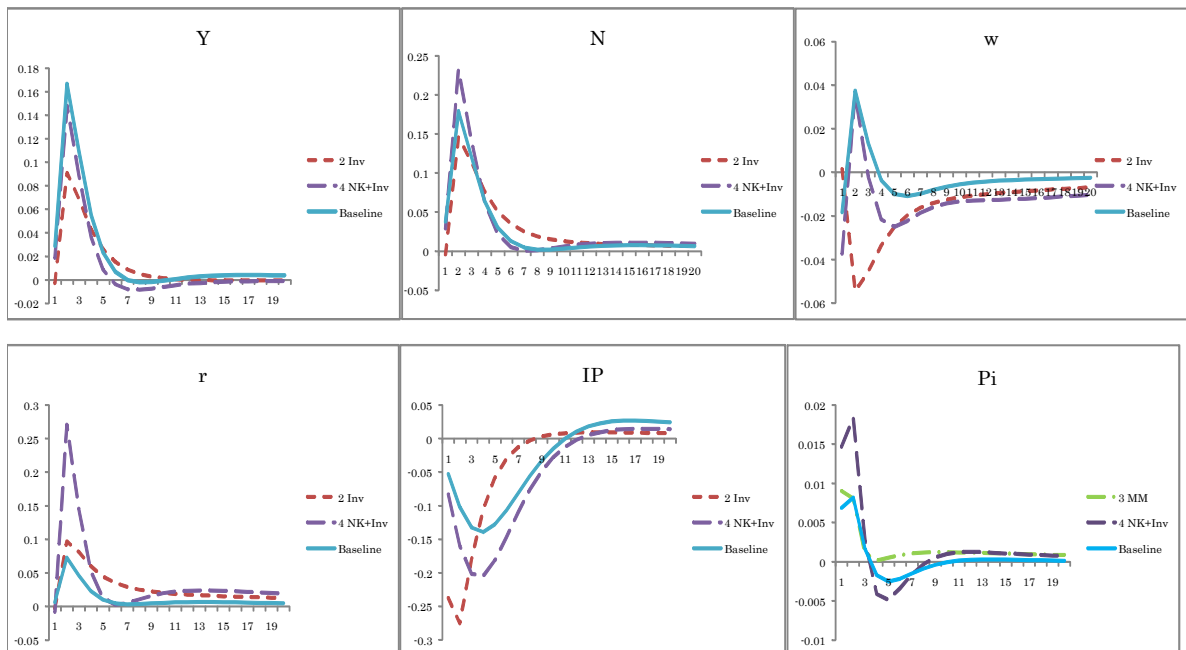 Y
0.18
0.16
0.14
0.12
0.1
0.08
0.06
0.04
0.02
0
-0.02
1 3 5 7 9 11 13 15 17 19
2 Inv
4 NK+Inv
Baseline
N
0.25
0.2
0.15
0.1
0.05
0
-0.05
1 2 3 4 5 6 7 8 9 10 11 12 13 14 15 16 17 18 19 20
2 Inv
4 NK+Inv
Baseline
w
0.06
0.04
0.02
0
-0.02
-0.04
-0.06
1 2 3 4 5 6 7 8 9 10 11 12 13 14 15 16 17 18 19 20
2 Inv
4 NK+Inv
Baseline
r
0.3
0.25
0.2
0.15
0.1
0.05
0
-0.05
1 3 5 7 9 11 13 15 17 19
2 Inv
4 NK+Inv
Baseline
IP
0.05
0
-0.05
-0.1
-0.15
-0.2
-0.25
-0.3
1 3 5 7 9 11 13 15 17 19
2 Inv
4 NK+Inv
Baseline
Pi
0.02
0.015
0.01
0.005
0
-0.005
-0.01
1 3 5 7 9 11 13 15 17 19
3 MM
4 NK+Inv
Baseline